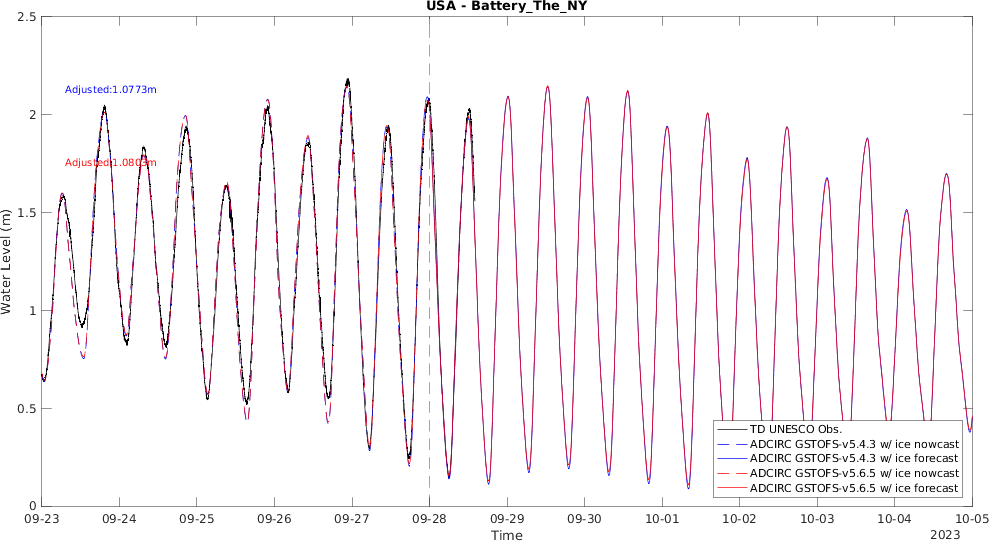 USA - Battery_The_NY
2.5
Adjusted:1.0773m
2
Adjusted:1.0803m
1.5
Water Level (m)
1
0.5
TD UNESCO Obs.
ADCIRC GSTOFS-v5.4.3 w/ ice nowcast
ADCIRC GSTOFS-v5.4.3 w/ ice forecast
ADCIRC GSTOFS-v5.6.5 w/ ice nowcast
ADCIRC GSTOFS-v5.6.5 w/ ice forecast
0
09-23 09-24 09-25 09-26 09-27 09-28 09-29 09-30 10-01 10-02 10-03 10-04 10-05
Time
2023